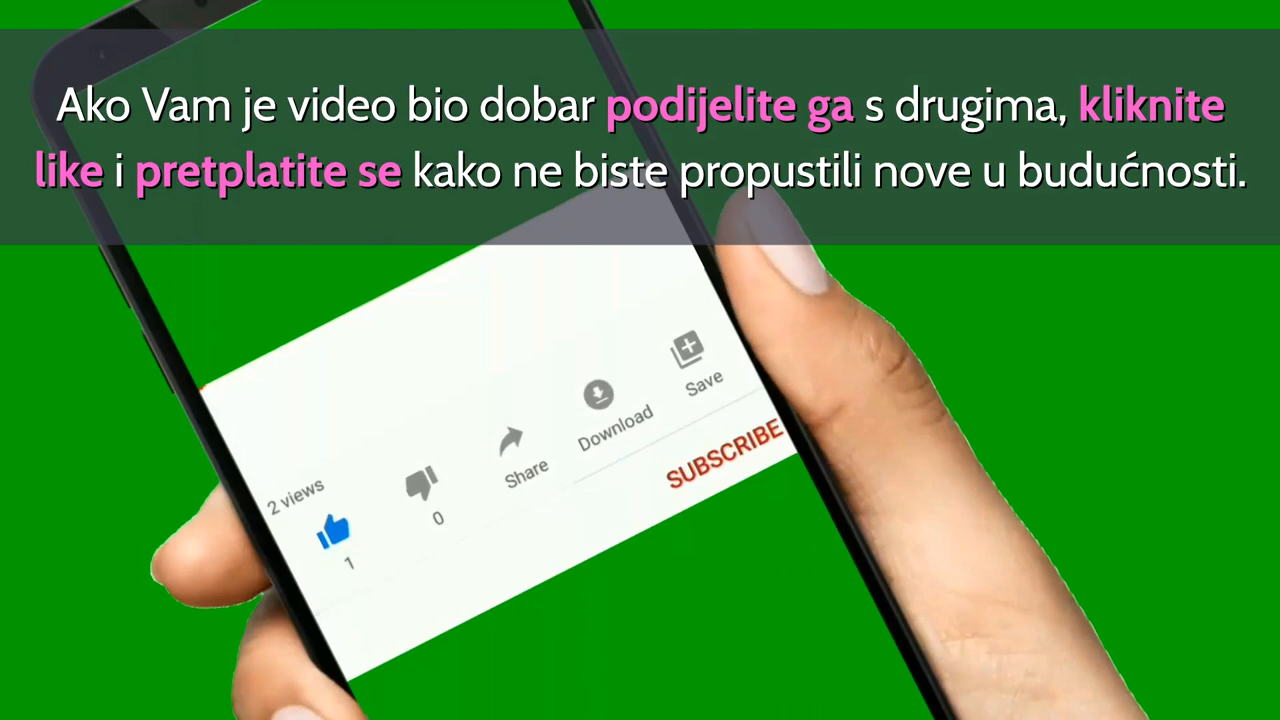 Ako Vam je video bio dobar podijelite ga s drugima, kliknite
like i pretplatite se kako ne biste propustili nove u budućnosti.
Save
Download
Share
SUBSCRIBE
2 views
0
1